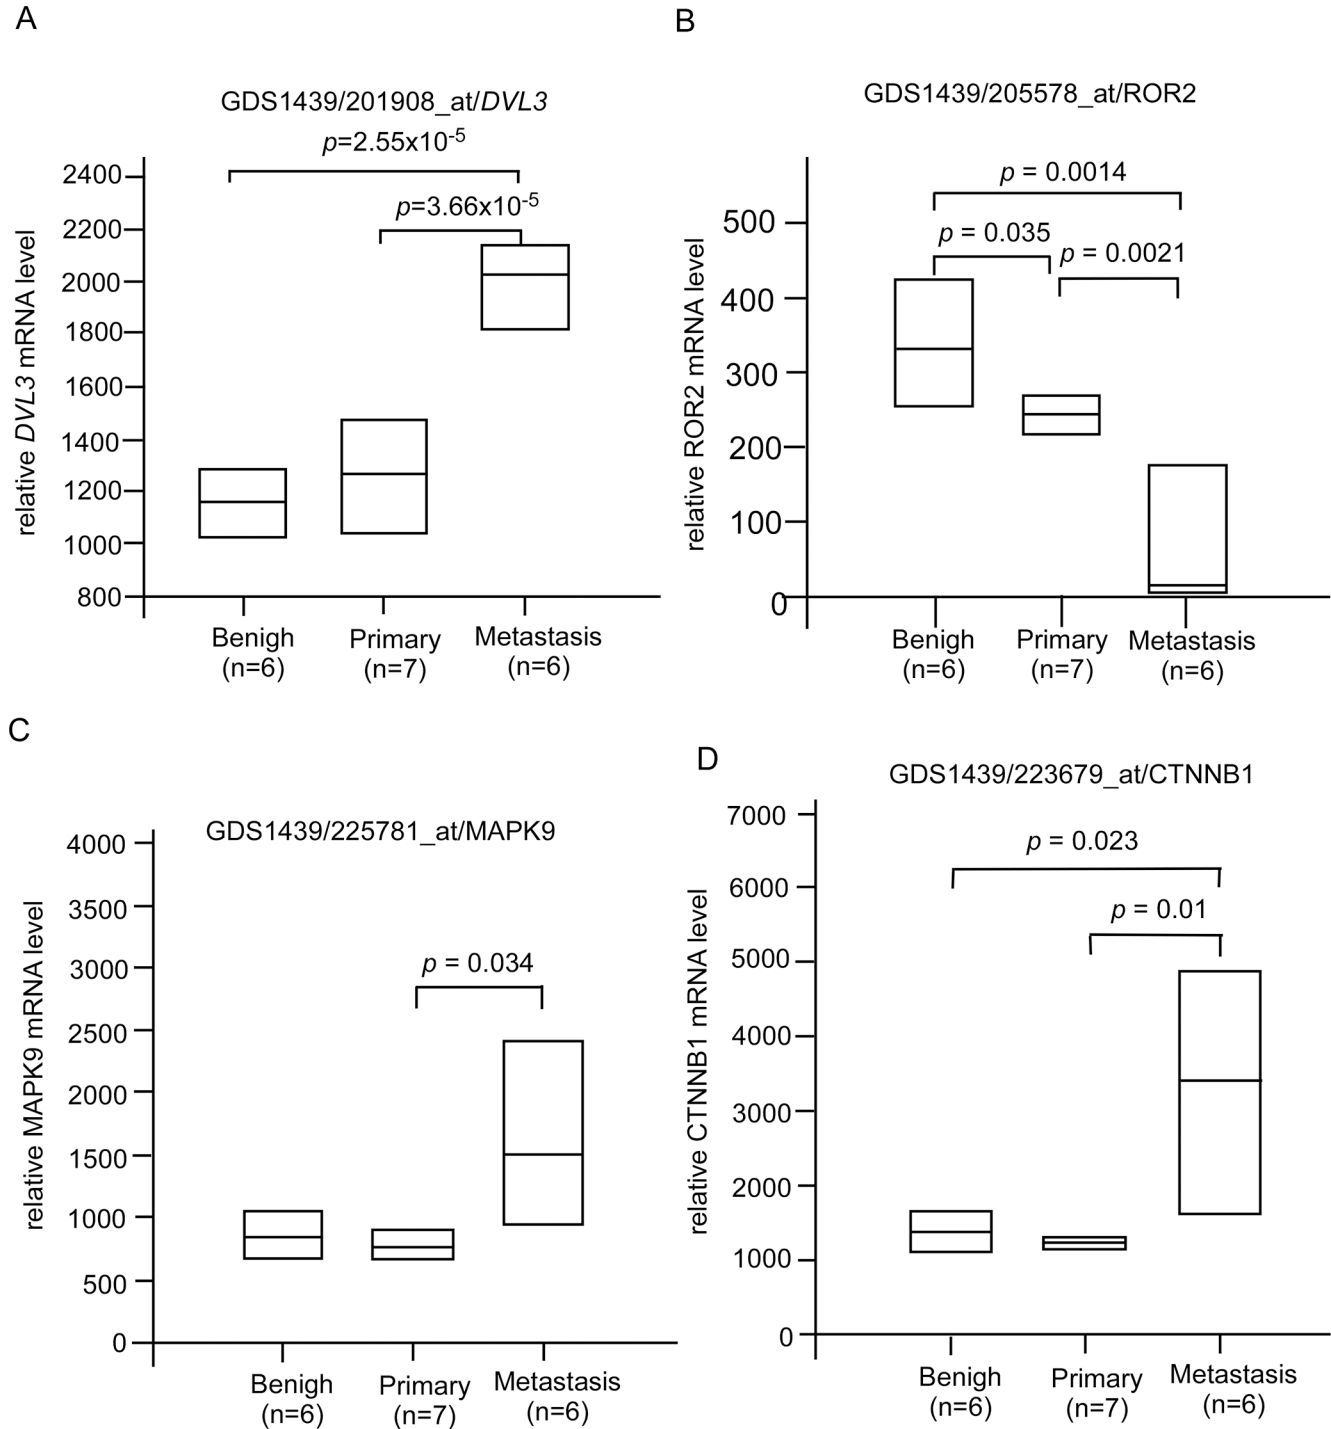 A
GDS1439/201908_at/DVL3
p=2.55x10-5
p=3.66x10-5
relative DVL3 mRNA level
2400
2200
2000
1800
1600
1400
1200
1000
800
Benigh
(n=6)
Primary
(n=7)
Metastasis
(n=6)
B
GDS1439/205578_at/ROR2
p = 0.0014
p = 0.035
p = 0.0021
relative ROR2 mRNA level
500
400
300
200
100
0
Benigh
(n=6)
Primary
(n=7)
Metastasis
(n=6)
C
GDS1439/225781_at/MAPK9
p = 0.034
relative MAPK9 mRNA level
4000
3500
3000
2500
2000
1500
1000
500
0
Benigh
(n=6)
Primary
(n=7)
Metastasis
(n=6)
D
GDS1439/223679_at/CTNNB1
p = 0.023
p = 0.01
relative CTNNB1 mRNA level
7000
6000
5000
4000
3000
2000
1000
0
Benigh
(n=6)
Primary
(n=7)
Metastasis
(n=6)